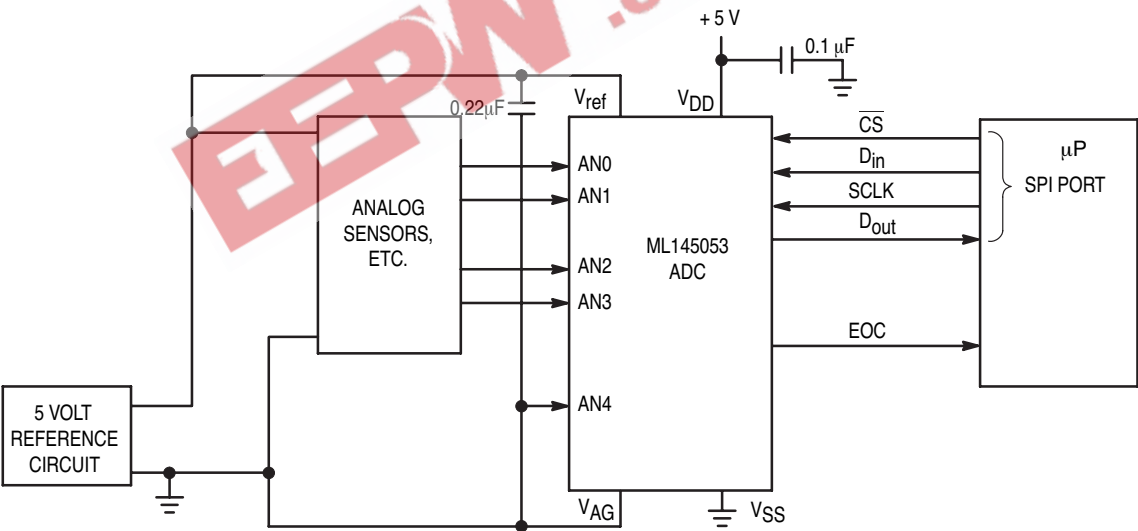 EEPW
+ 5 V
0.1 μF
0.22μF
Vref
VDD
CS
Din
SCLK
Dout
μP
SPI PORT
AN0
AN1
ANALOG
SENSORS,
ETC.
ML145053
ADC
AN2
AN3
EOC
AN4
5 VOLT
REFERENCE
CIRCUIT
VAG
VSS